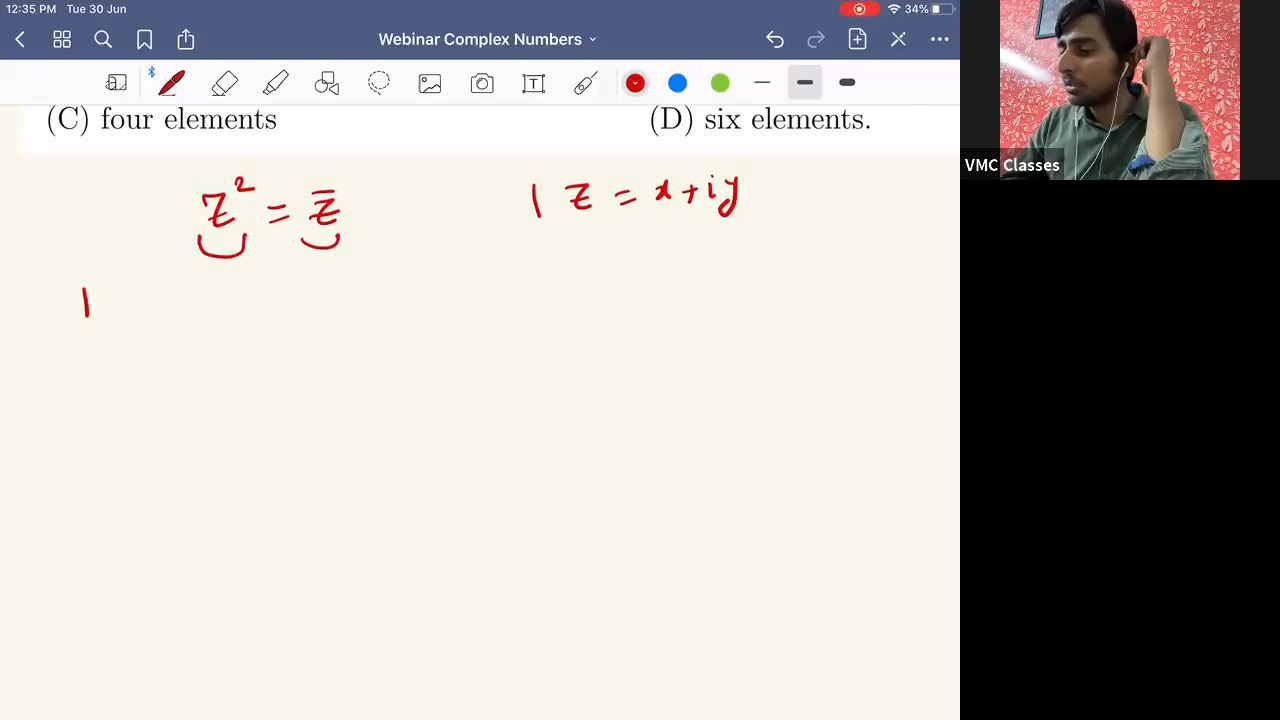 12:35 PM Tue 30 Jun
34%
Webinar Complex Numbers
T
(C) four elements (D) six elements.
VMC Classes
z² = z̄ | z = x + iy
|